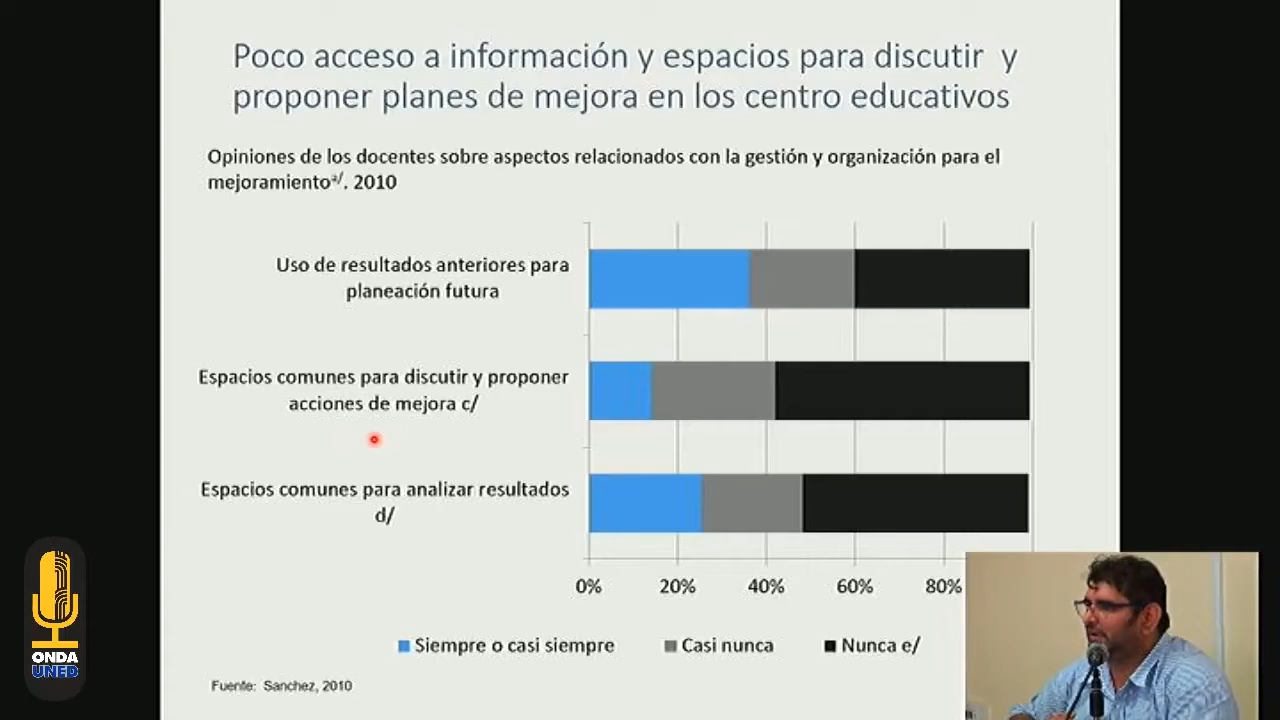 Poco acceso a información y espacios para discutir y
proponer planes de mejora en los centro educativos
Opiniones de los docentes sobre aspectos relacionados con la gestión y organización para el
mejoramientoa/. 2010
Uso de resultados anteriores para
planeación futura
Espacios comunes para discutir y proponer
acciones de mejora c/
Espacios comunes para analizar resultados
d/
0% 20% 40% 60% 80%
Siempre o casi siempre Casi nunca Nunca e/
Fuente: Sanchez, 2010
ONDA
UNED